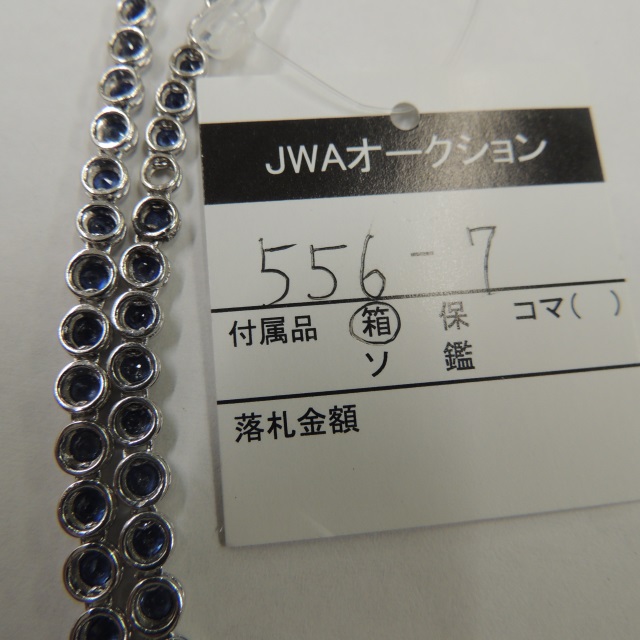 JWAオークション
556-7
付属品 箱 保 コマ( )
ソ 鑑
落札金額